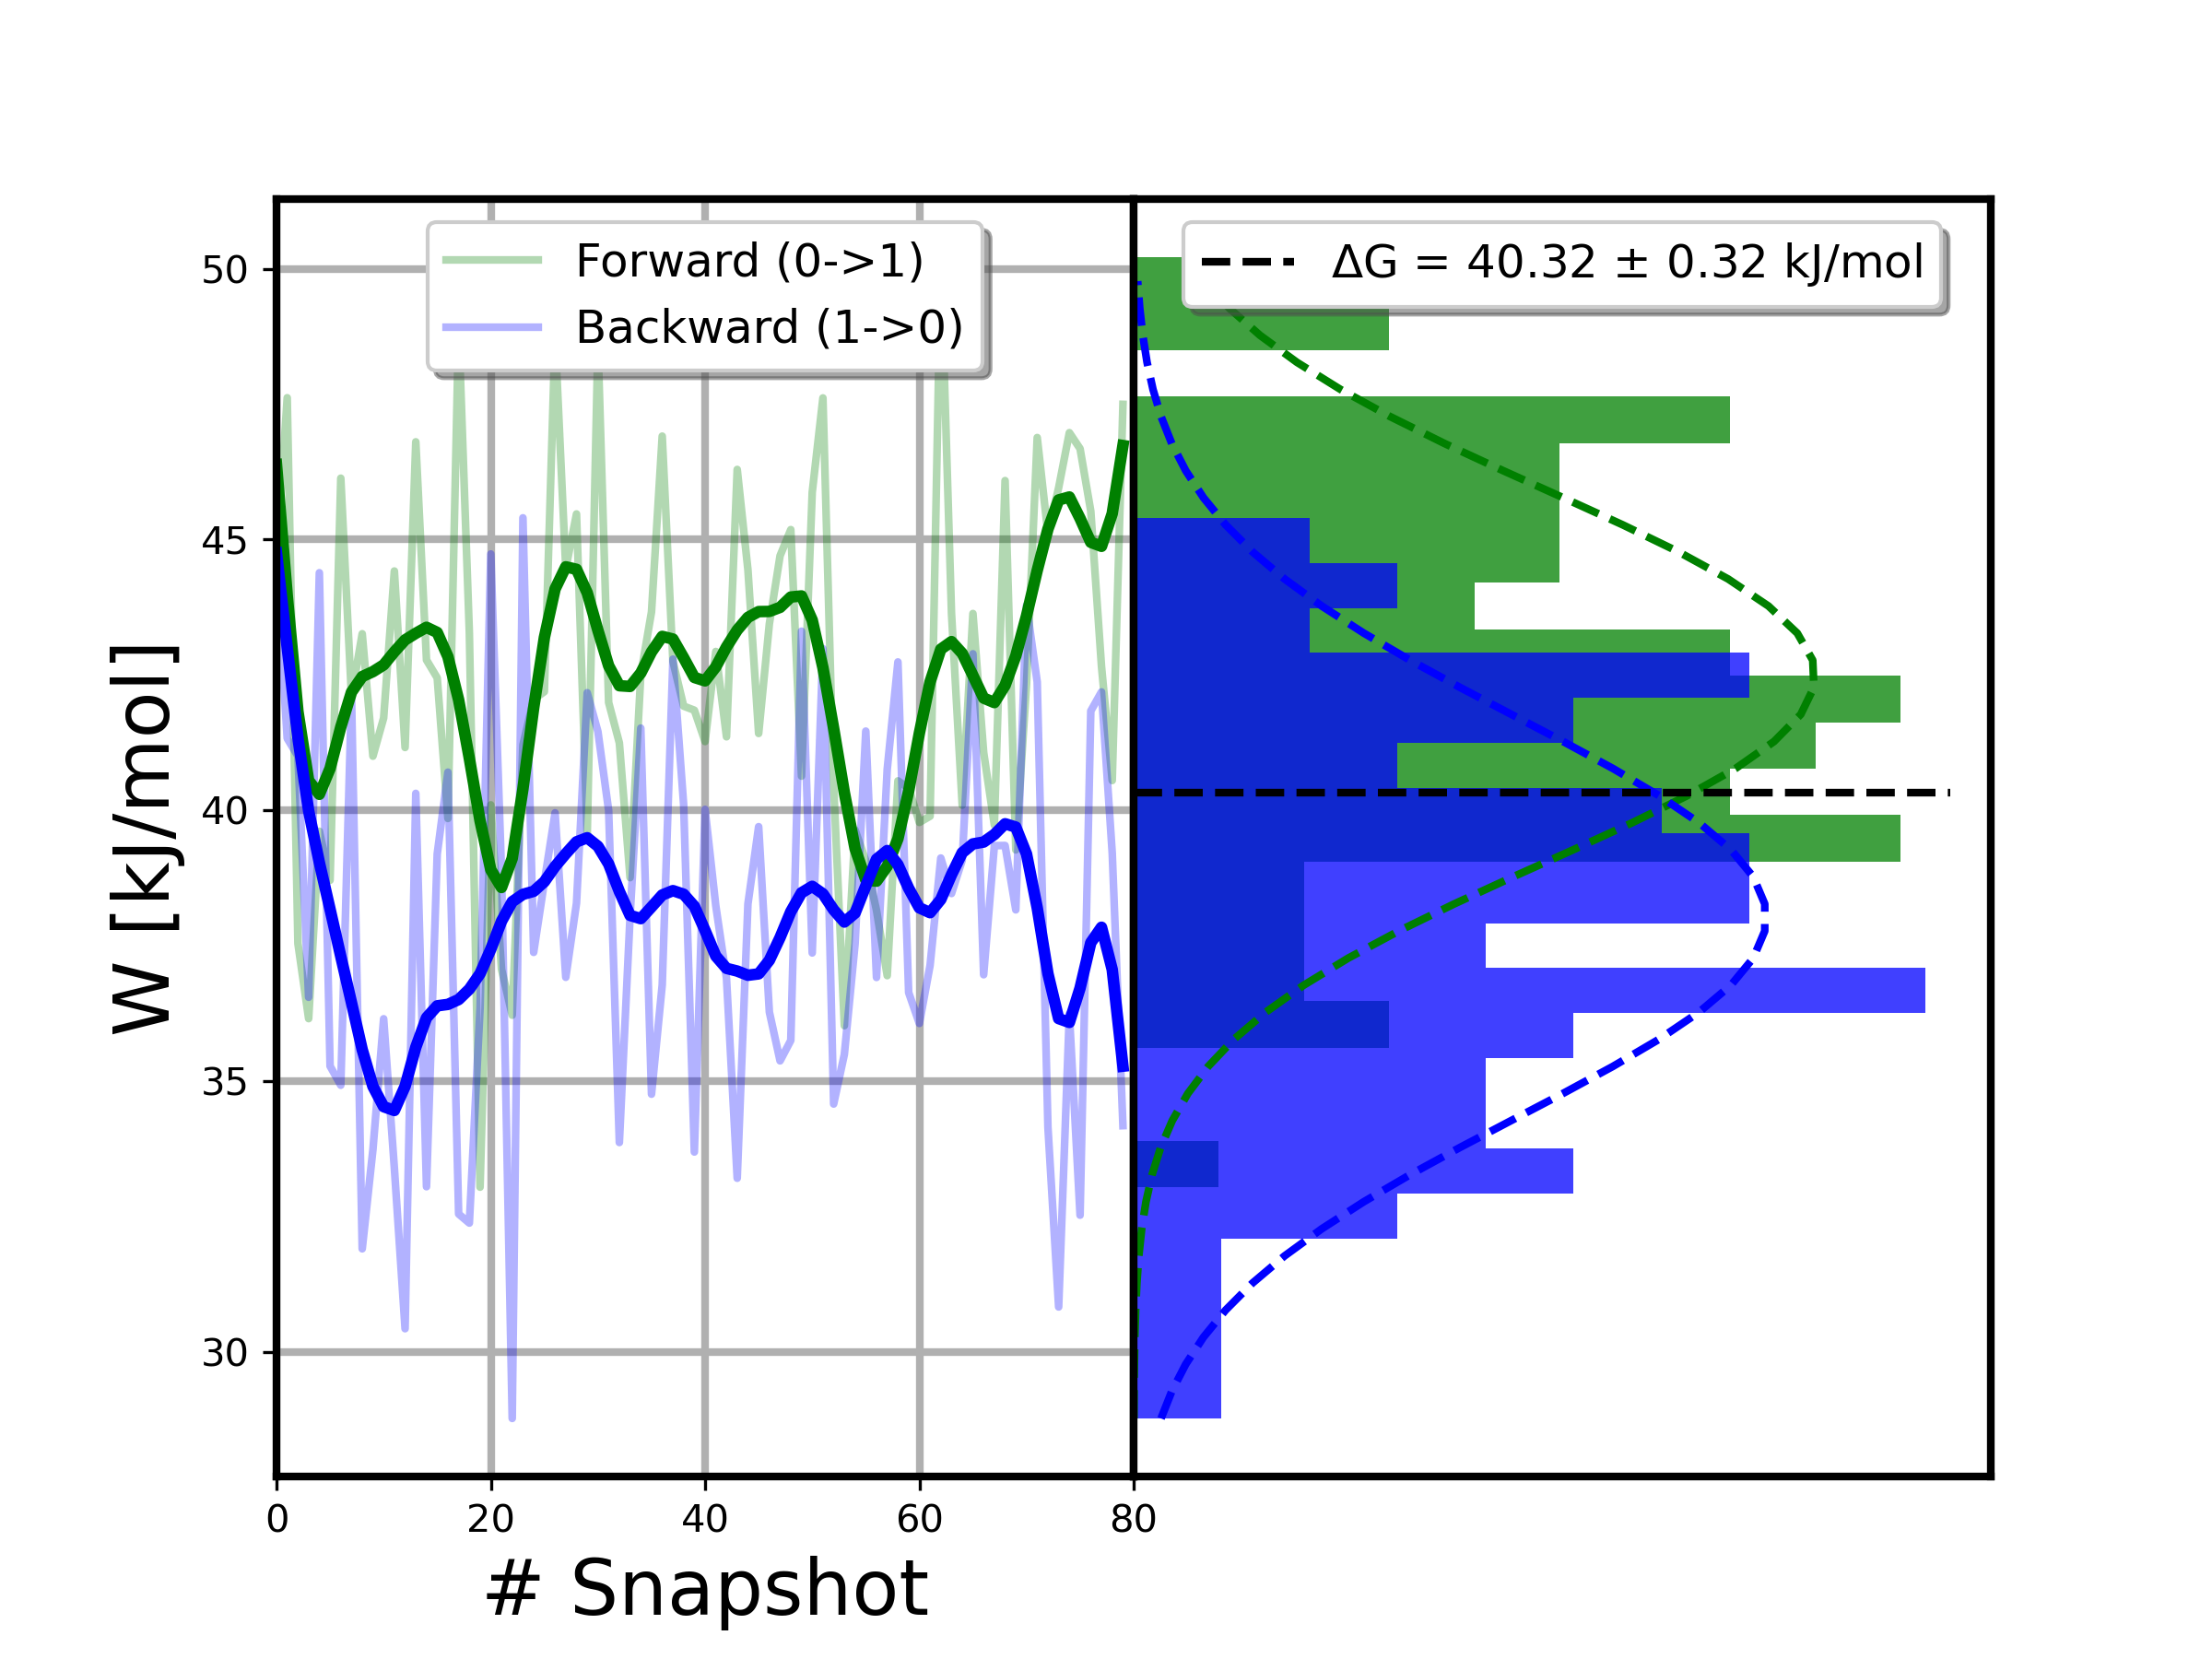 Forward (0->1)
Backward (1->0)
ΔG = 40.32 ± 0.32 kJ/mol
50
45
40
35
30
W [kJ/mol]
0
20
40
60
80
# Snapshot